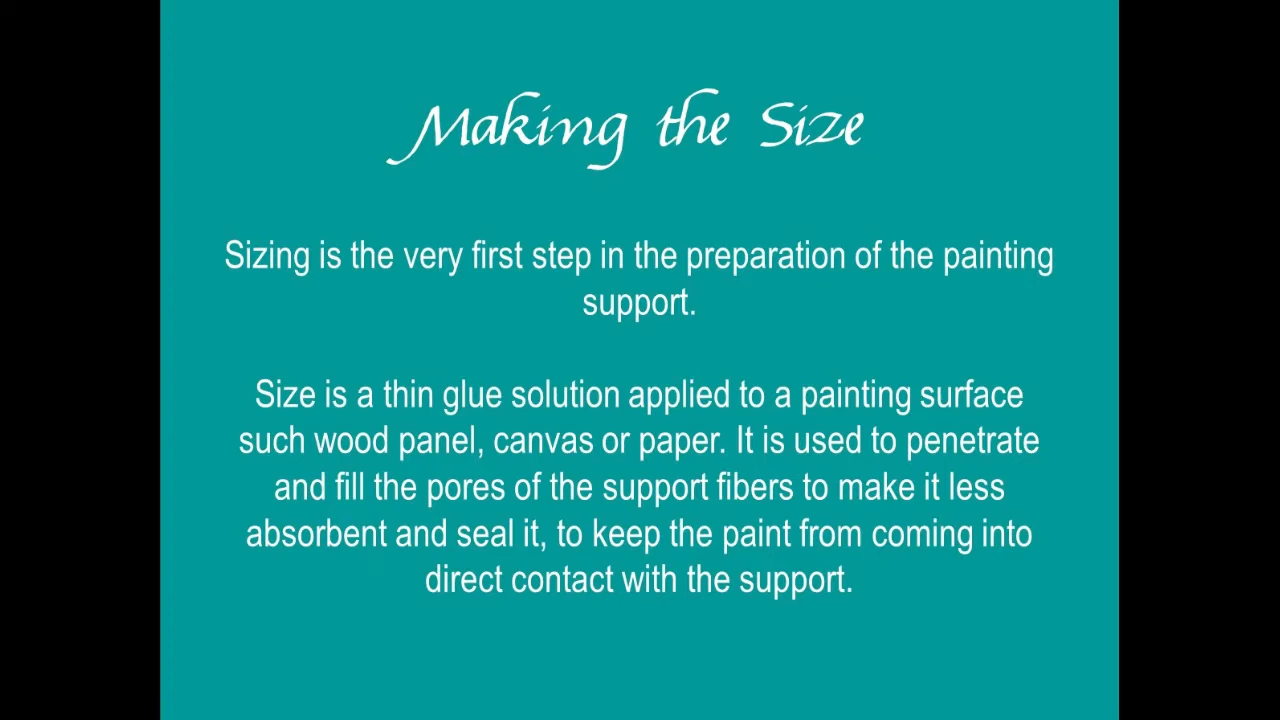 Making the Size
Sizing is the very first step in the preparation of the painting
support.
Size is a thin glue solution applied to a painting surface
such wood panel, canvas or paper. It is used to penetrate
and fill the pores of the support fibers to make it less
absorbent and seal it, to keep the paint from coming into
direct contact with the support.